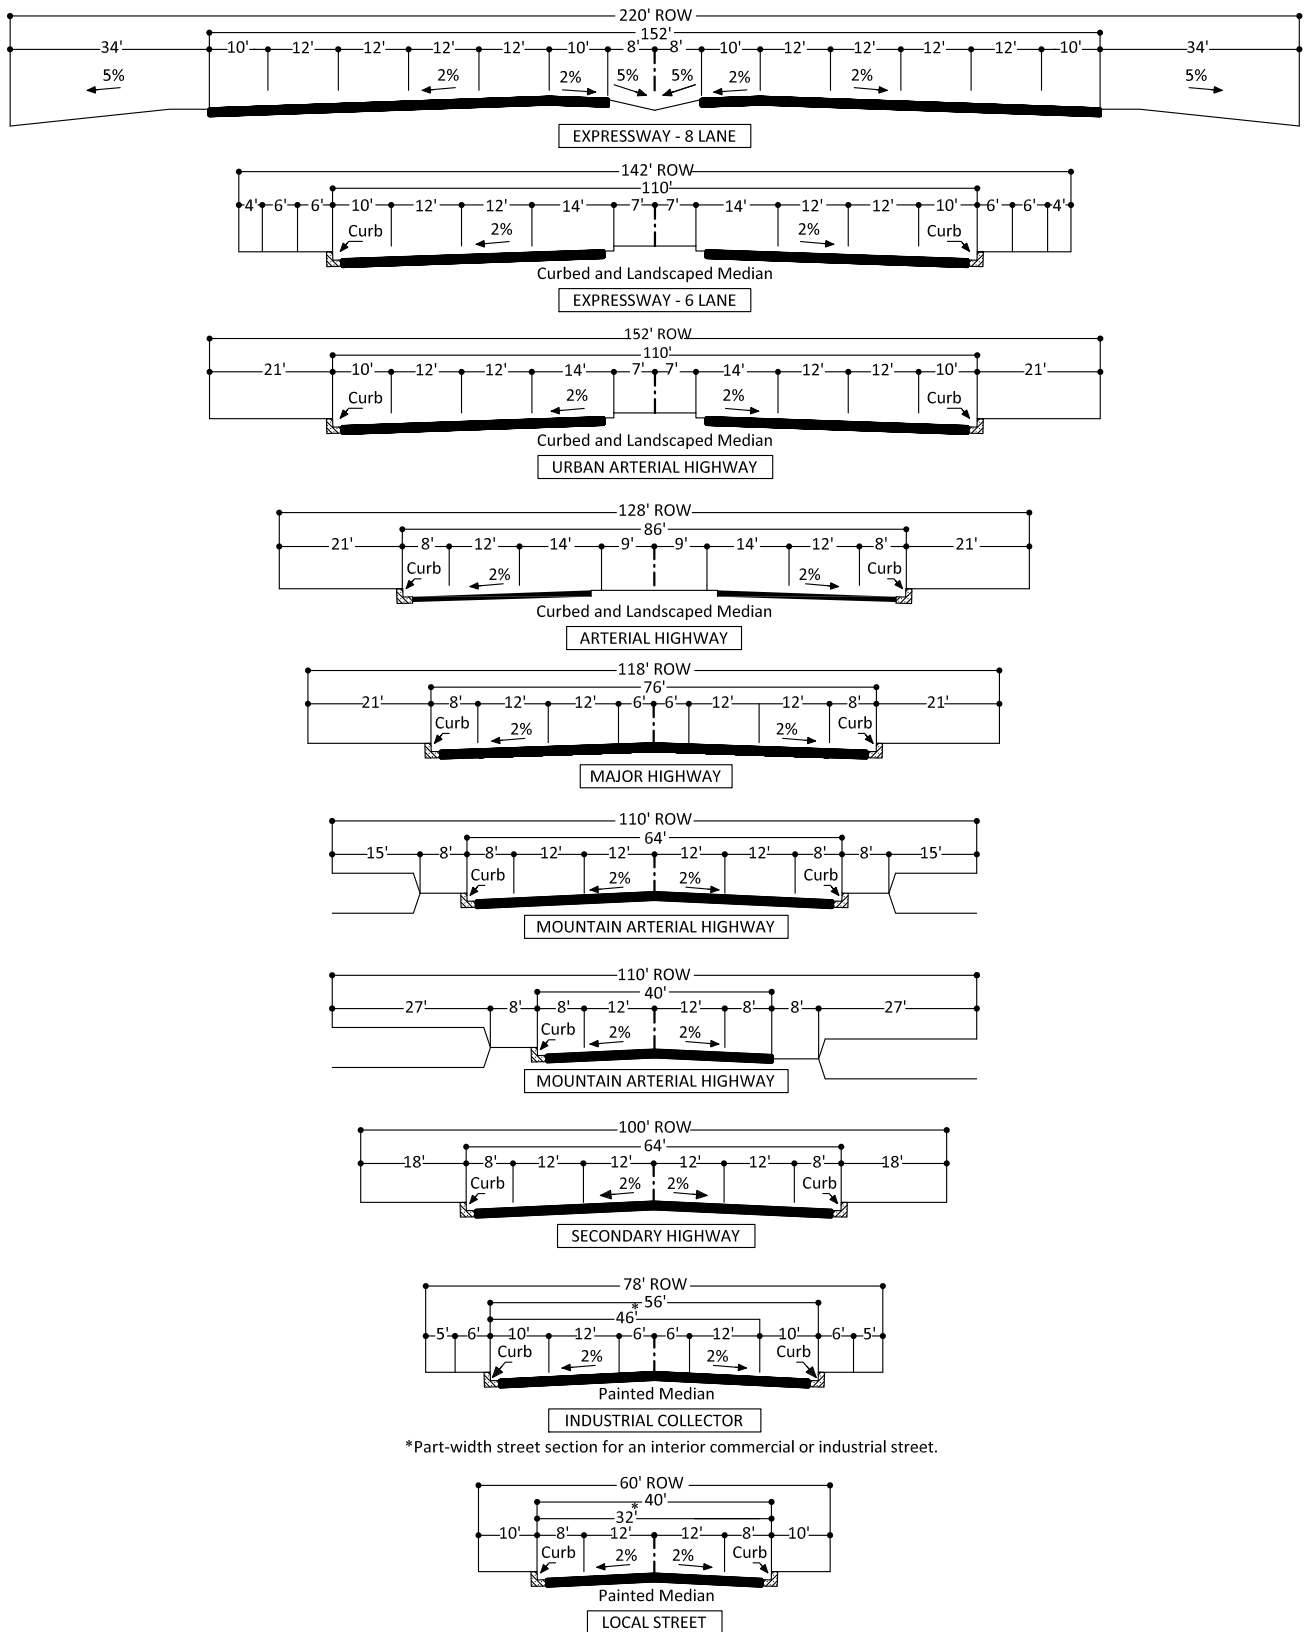 220' ROW
152'
34' 10' 12' 12' 12' 12' 10' 8' 8' 10' 12' 12' 12' 12' 10' 34'
5% 2% 2% 5% 5% 2% 2% 5%
EXPRESSWAY - 8 LANE
142' ROW
110'
4' 6' 6' 10' 12' 12' 14' 7' 7' 14' 12' 12' 10' 6' 6' 4'
Curb 2% 2% Curb
Curbed and Landscaped Median
EXPRESSWAY - 6 LANE
152' ROW
110'
21' 10' 12' 12' 14' 7' 7' 14' 12' 12' 10' 21'
Curb 2% 2% Curb
Curbed and Landscaped Median
URBAN ARTERIAL HIGHWAY
128' ROW
86'
21' 8' 12' 14' 9' 9' 14' 12' 8' 21'
Curb 2% 2% Curb
Curbed and Landscaped Median
ARTERIAL HIGHWAY
118' ROW
76'
21' 8' 12' 12' 6' 6' 12' 12' 8' 21'
Curb 2% 2% Curb
MAJOR HIGHWAY
110' ROW
64'
15' 8' 8' 12' 12' 12' 12' 8' 8' 15'
Curb 2% 2% Curb
MOUNTAIN ARTERIAL HIGHWAY
110' ROW
40'
27' 8' 8' 12' 12' 8' 8' 27'
Curb 2% 2%
MOUNTAIN ARTERIAL HIGHWAY
100' ROW
64'
18' 8' 12' 12' 12' 12' 8' 18'
Curb 2% 2% Curb
SECONDARY HIGHWAY
78' ROW
56'
46'*
5' 6' 10' 12' 6' 6' 12' 10' 6' 5'
Curb 2% 2% Curb
Painted Median
INDUSTRIAL COLLECTOR
*Part-width street section for an interior commercial or industrial street.
60' ROW
40'
32'*
10' 8' 12' 12' 8' 10'
Curb 2% 2% Curb
Painted Median
LOCAL STREET